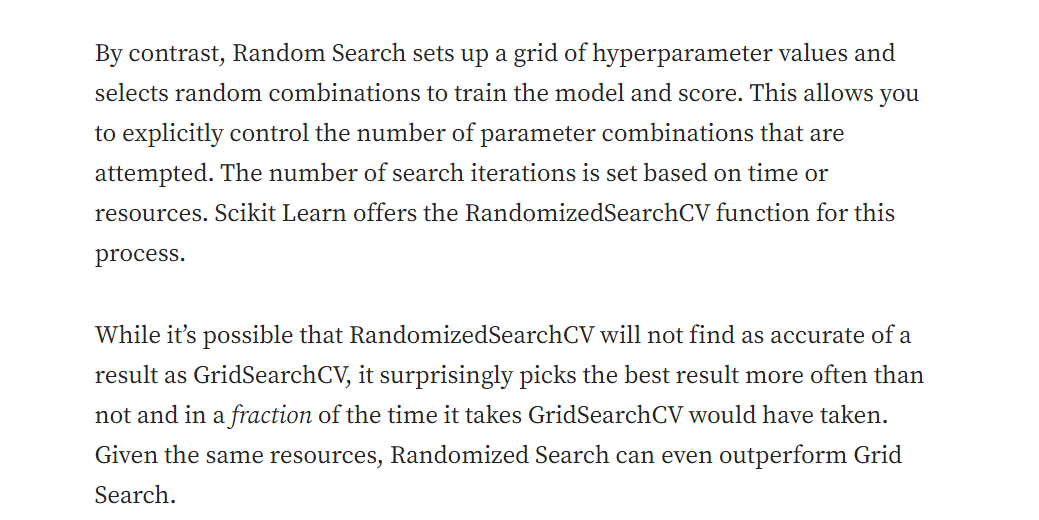 By contrast, Random Search sets up a grid of hyperparameter values and
selects random combinations to train the model and score. This allows you
to explicitly control the number of parameter combinations that are
attempted. The number of search iterations is set based on time or
resources. Scikit Learn offers the RandomizedSearchCV function for this
process.
While it’s possible that RandomizedSearchCV will not find as accurate of a
result as GridSearchCV, it surprisingly picks the best result more often than
not and in a fraction of the time it takes GridSearchCV would have taken.
Given the same resources, Randomized Search can even outperform Grid
Search.